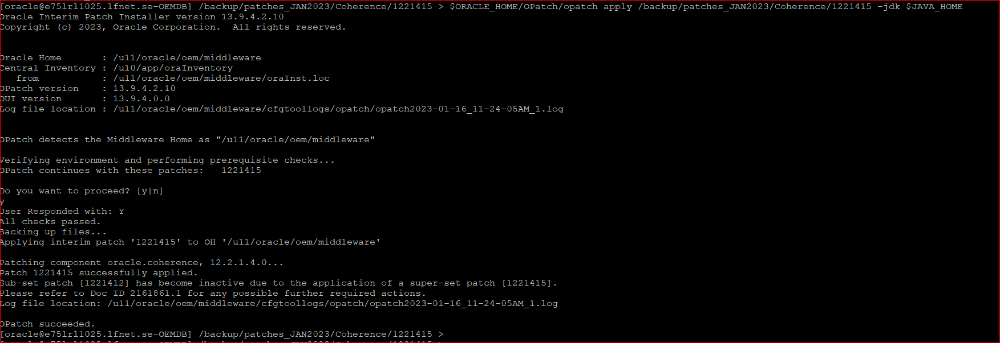 [oracle@e75lrl1025.lfnet.se-OEMDB] /backup/patches_JAN2023/Coherence/1221415 > $ORACLE_HOME/OPatch/opatch apply /backup/patches_JAN2023/Coherence/1221415 -jdk $JAVA_HOME
Oracle Interim Patch Installer version 13.9.4.2.10
Copyright (c) 2023, Oracle Corporation.  All rights reserved.
Oracle Home       : /u11/oracle/oem/middleware
Central Inventory : /u10/app/oraInventory
   from           : /u11/oracle/oem/middleware/oraInst.loc
OPatch version    : 13.9.4.2.10
OUI version       : 13.9.4.0.0
Log file location : /u11/oracle/oem/middleware/cfgtoollogs/opatch/opatch2023-01-16_11-24-05AM_1.log
OPatch detects the Middleware Home as "/u11/oracle/oem/middleware"
Verifying environment and performing prerequisite checks...
OPatch continues with these patches:   1221415
Do you want to proceed? [y|n]
y
User Responded with: Y
All checks passed.
Backing up files...
Applying interim patch '1221415' to OH '/u11/oracle/oem/middleware'
Patching component oracle.coherence, 12.2.1.4.0...
Patch 1221415 successfully applied.
Sub-set patch [1221412] has become inactive due to the application of a super-set patch [1221415].
Please refer to Doc ID 2161861.1 for any possible further required actions.
Log file location: /u11/oracle/oem/middleware/cfgtoollogs/opatch/opatch2023-01-16_11-24-05AM_1.log
OPatch succeeded.
[oracle@e75lrl1025.lfnet.se-OEMDB] /backup/patches_JAN2023/Coherence/1221415 >